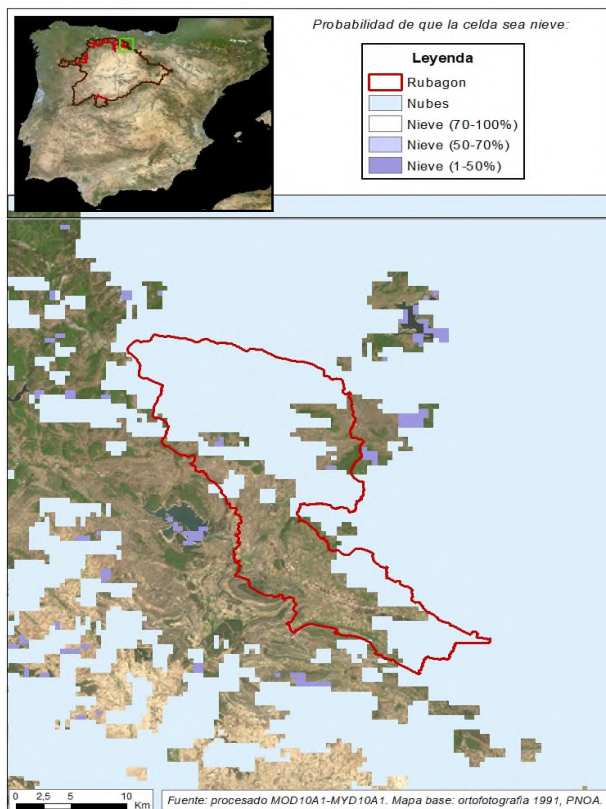 Probabilidad de que la celda sea nieve:
Leyenda
Rubagon
Nubes
Nieve (70-100%)
Nieve (50-70%)
Nieve (1-50%)
0 2,5 5 10
Km
Fuente: procesado MOD10A1-MYD10A1. Mapa base: ortototografia 1991, PNOA